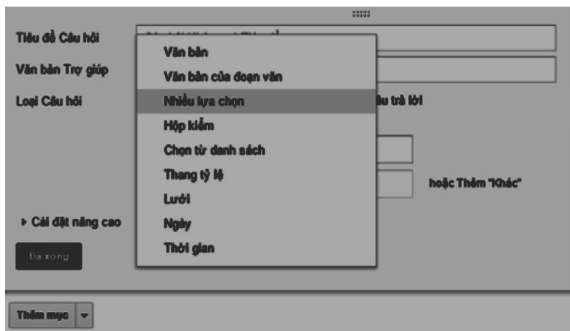 Tiêu đề Câu hỏi
Văn bản Trợ giúp
Loại Câu hỏi
Văn bản
Văn bản của đoạn văn
Nhiều lựa chọn
Hộp kiểm
Chọn từ danh sách
Thang tỷ lệ
Lưới
Ngày
Thời gian
trả lời
hoặc Thêm "Khác"
Cài đặt nâng cao
Đã xong
Thêm mục